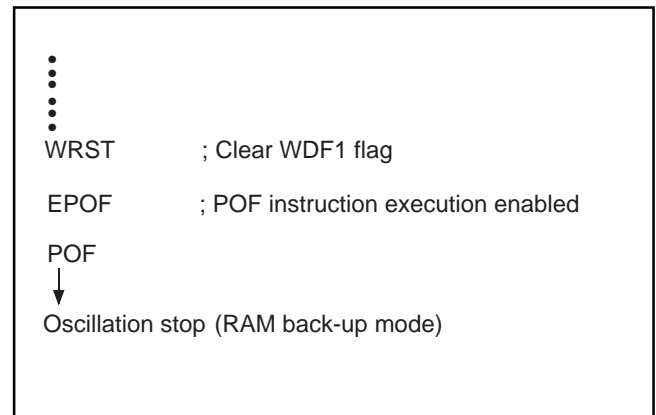 WRST ; Clear WDF1 flag
EPOF ; POF instruction execution enabled
POF
Oscillation stop (RAM back-up mode)